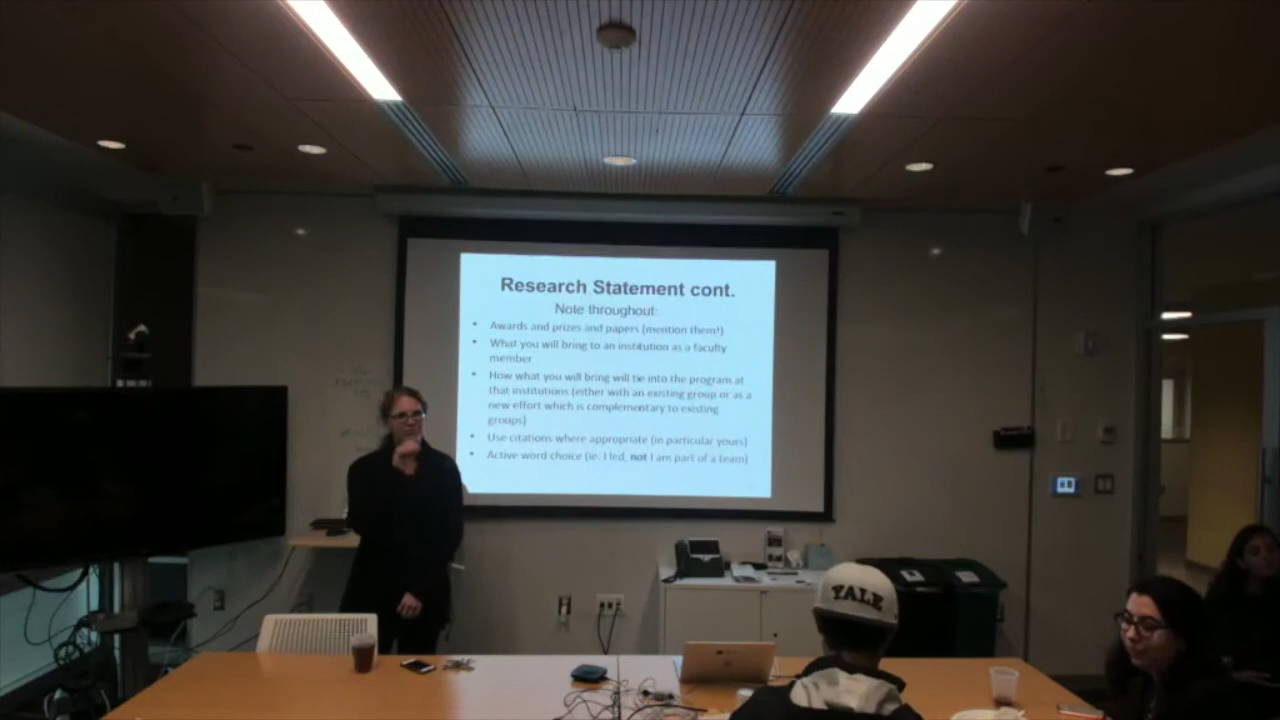 Research Statement cont.
Note throughout:
• Awards and prizes and papers (mention them!)
• What you will bring to an institution as a faculty
member
• How what you will bring will tie into the program at
that institutions (either with an existing group or as a
new effort which is complementary to existing
groups)
• Use citations where appropriate (in particular yours)
• Active word choice (ie. I led, not I am part of a team)
YALE